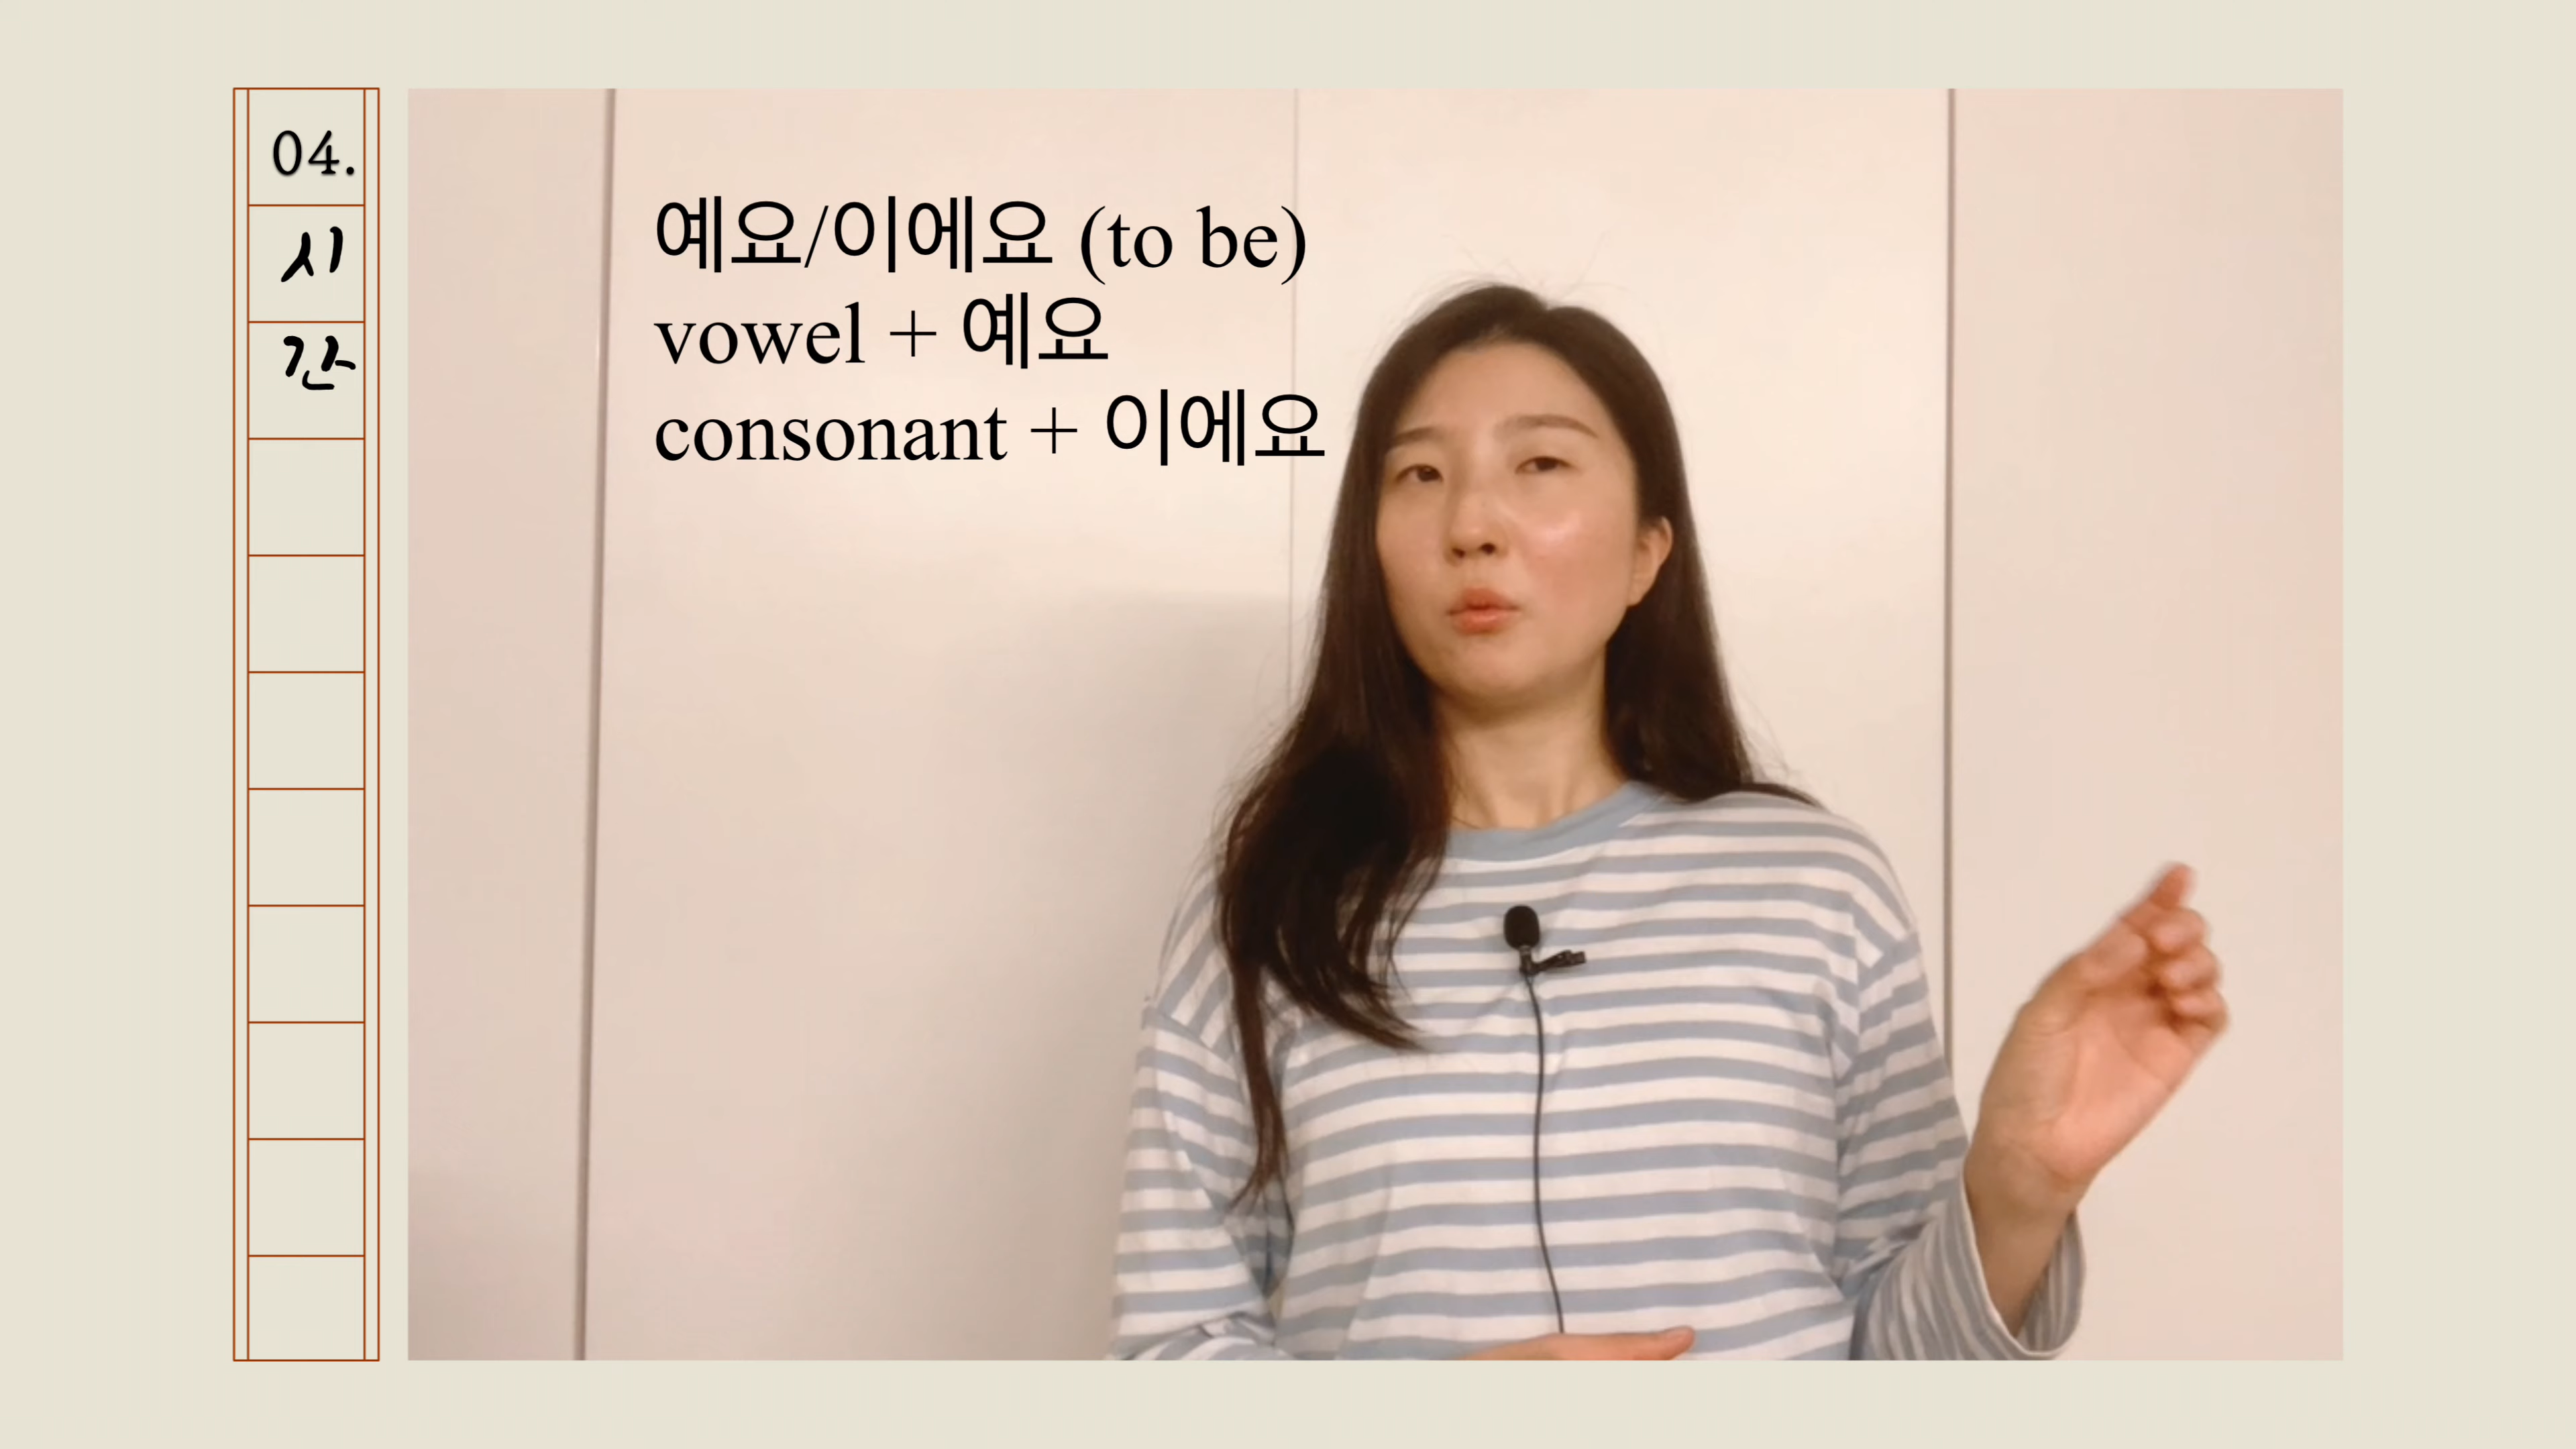 04.
시
간
예요/이에요 (to be)
vowel + 예요
consonant + 이에요